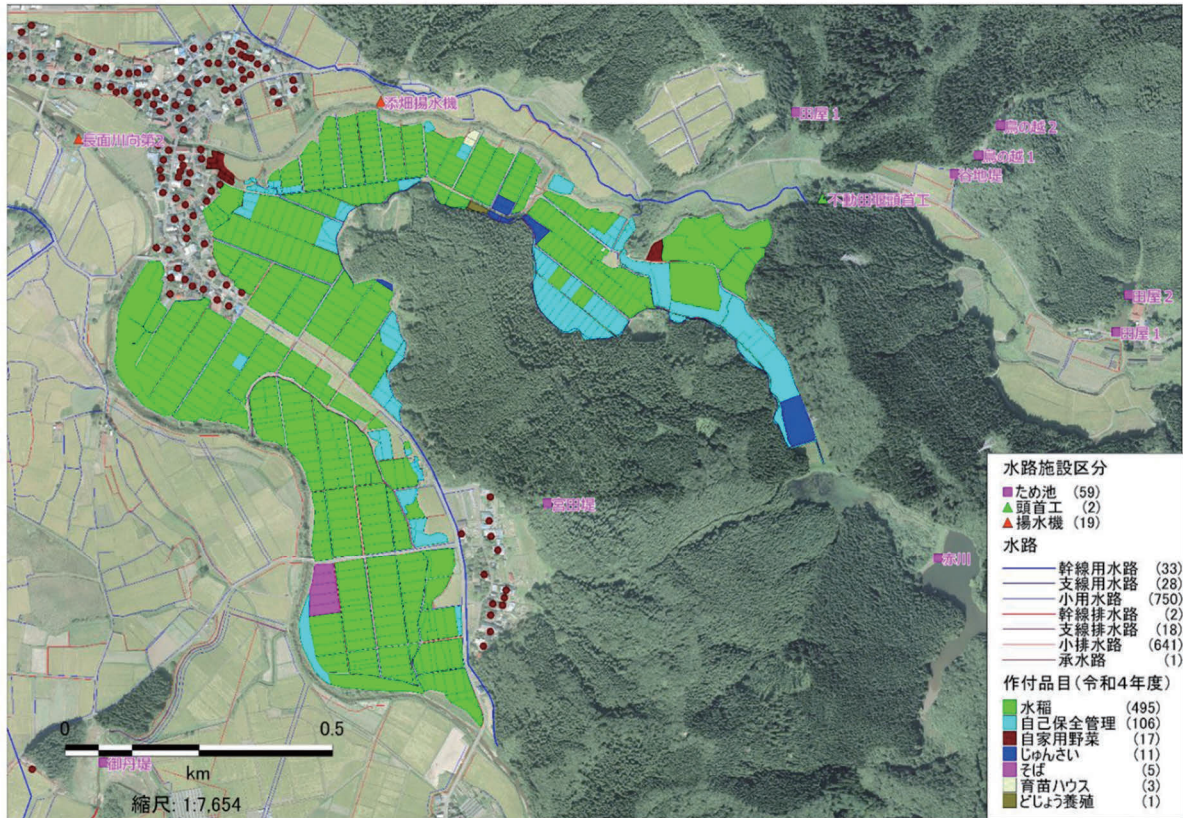 添畑揚水機
長面川向第2
田屋 1
鳥の越 2
鳥の越 1
谷地堤
不動田堰頭首工
田屋 2
田屋 1
宮田堤
赤川
御丹堤
0 0.5
km
縮尺: 1:7,654
水路施設区分
ため池 (59)
頭首工 (2)
揚水機 (19)
水路
幹線用水路 (33)
支線用水路 (28)
小用水路 (750)
幹線排水路 (2)
支線排水路 (18)
小排水路 (641)
承水路 (1)
作付品目(令和4年度)
水稲 (495)
自己保全管理 (106)
自家用野菜 (17)
じゅんさい (11)
そば (5)
育苗ハウス (3)
どじょう養殖 (1)